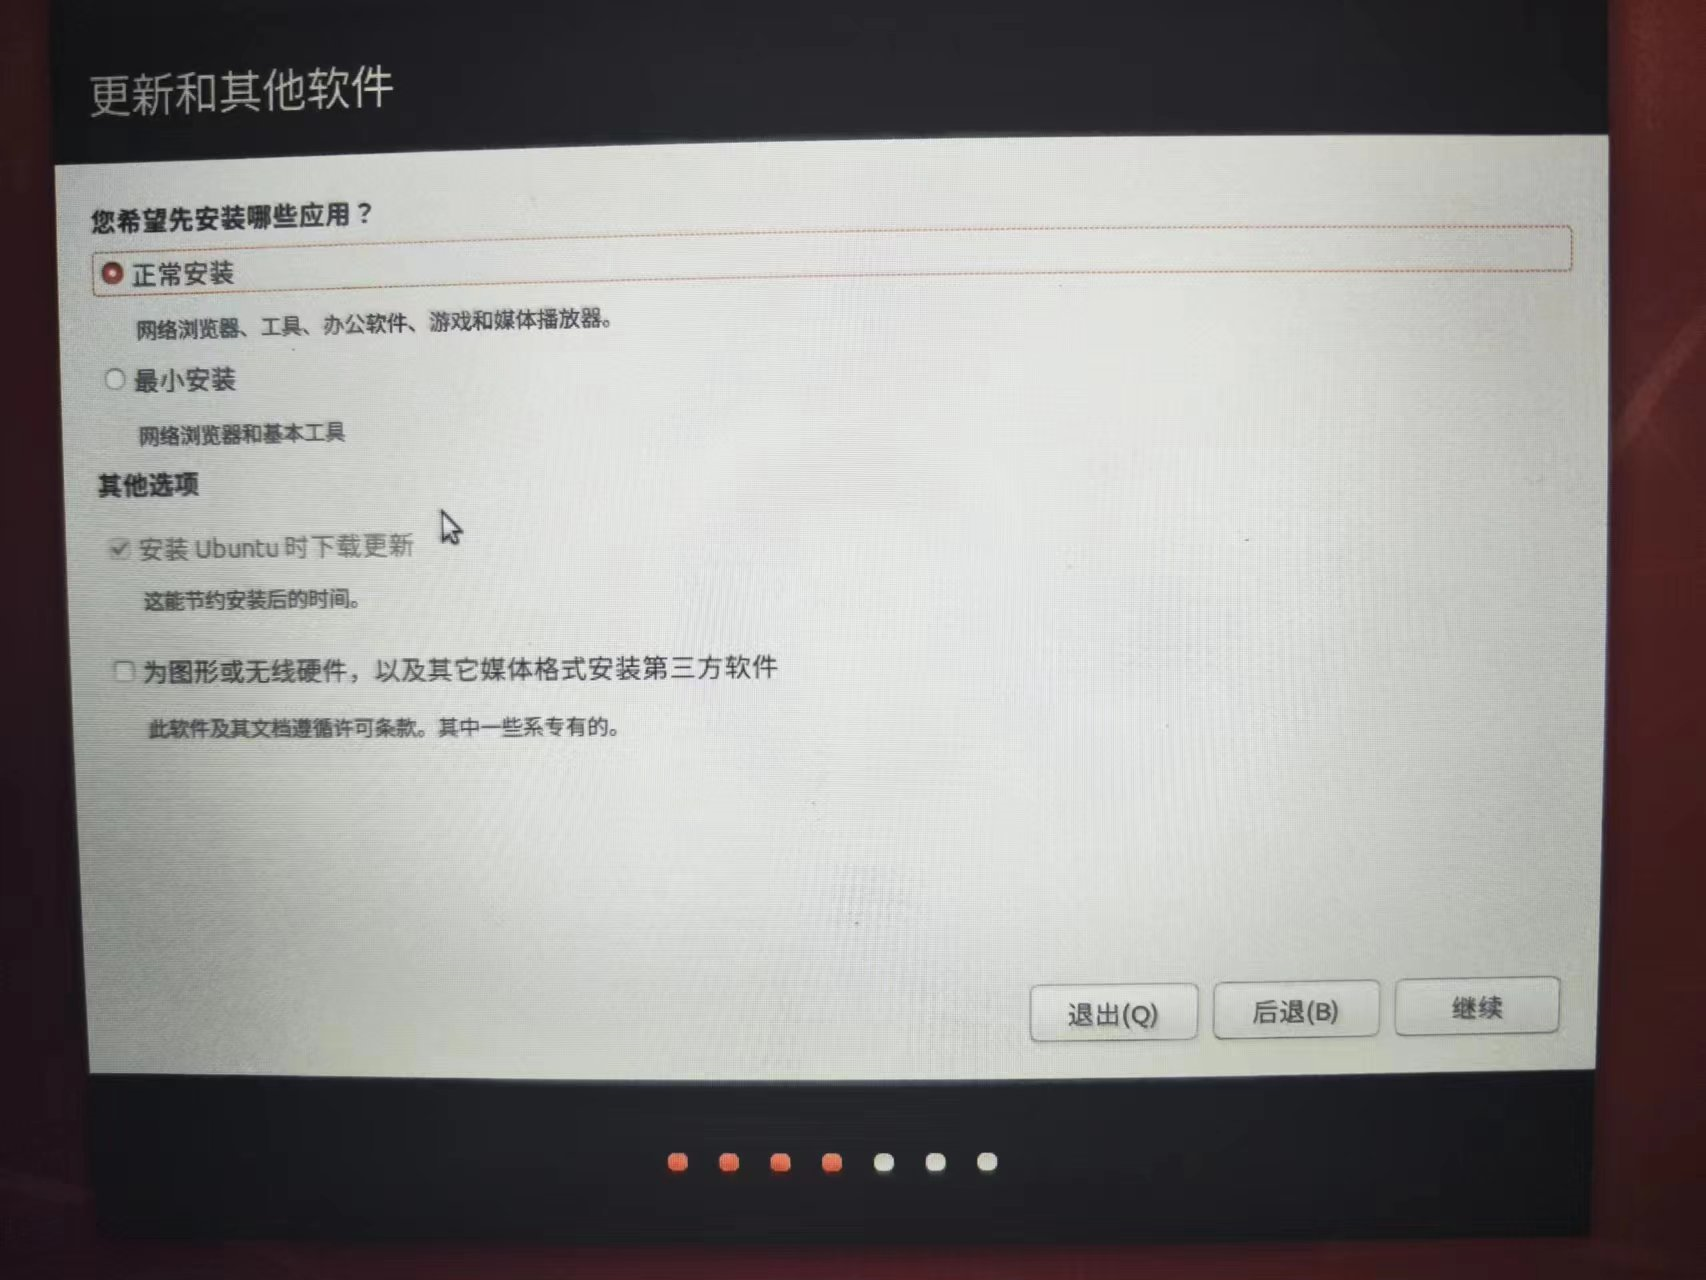 更新和其他软件
您希望先安装哪些应用？
正常安装
网络浏览器、工具、办公软件、游戏和媒体播放器。
最小安装
网络浏览器和基本工具
其他选项
安装 Ubuntu 时下载更新
这能节约安装后的时间。
为图形或无线硬件，以及其它媒体格式安装第三方软件
此软件及其文档遵循许可条款。其中一些系专有的。
退出(Q)
后退(B)
继续